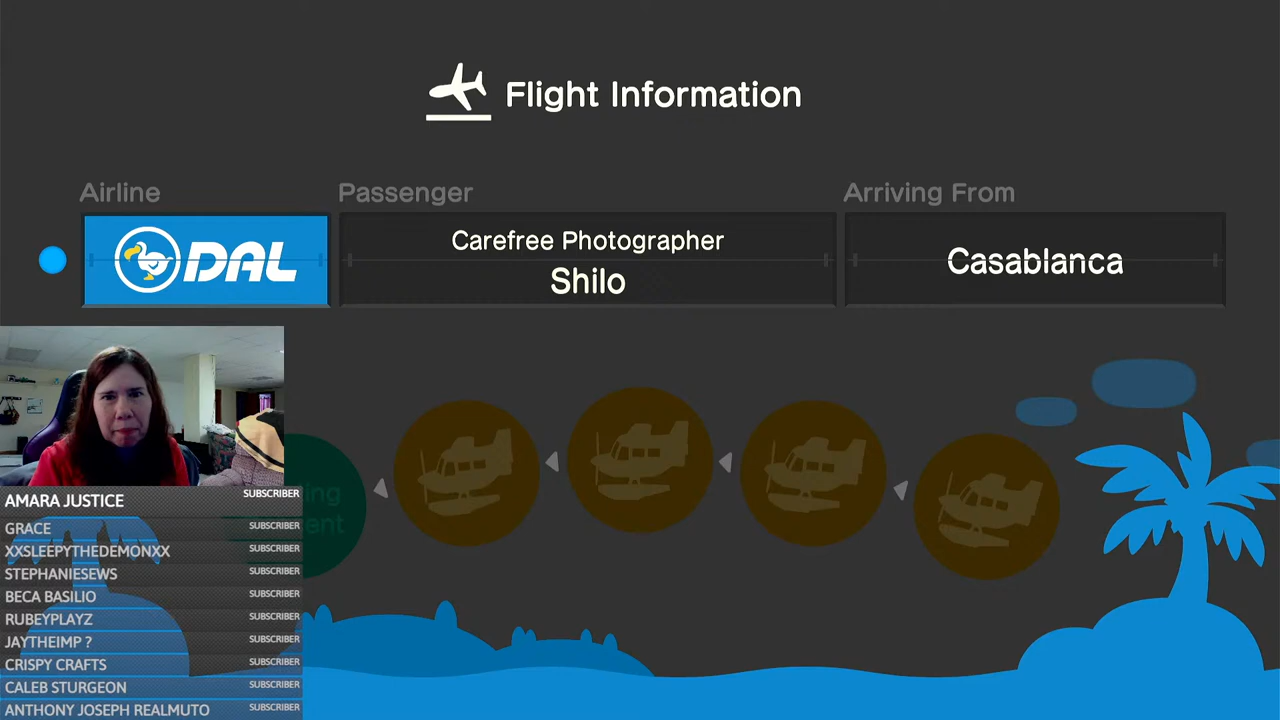 Flight Information
Airline
Passenger
Arriving From
DAL
Carefree Photographer
Shilo
Casablanca
AMARA JUSTICE SUBSCRIBER
GRACE SUBSCRIBER
XXSLEEPYTHEDEMONXX SUBSCRIBER
STEPHANIESEWS SUBSCRIBER
BECA BASILIO SUBSCRIBER
RUBEYPLAYZ SUBSCRIBER
JAYTHEIMP ? SUBSCRIBER
CRISPY CRAFTS SUBSCRIBER
CALEB STURGEON SUBSCRIBER
ANTHONY JOSEPH REALMUTO SUBSCRIBER